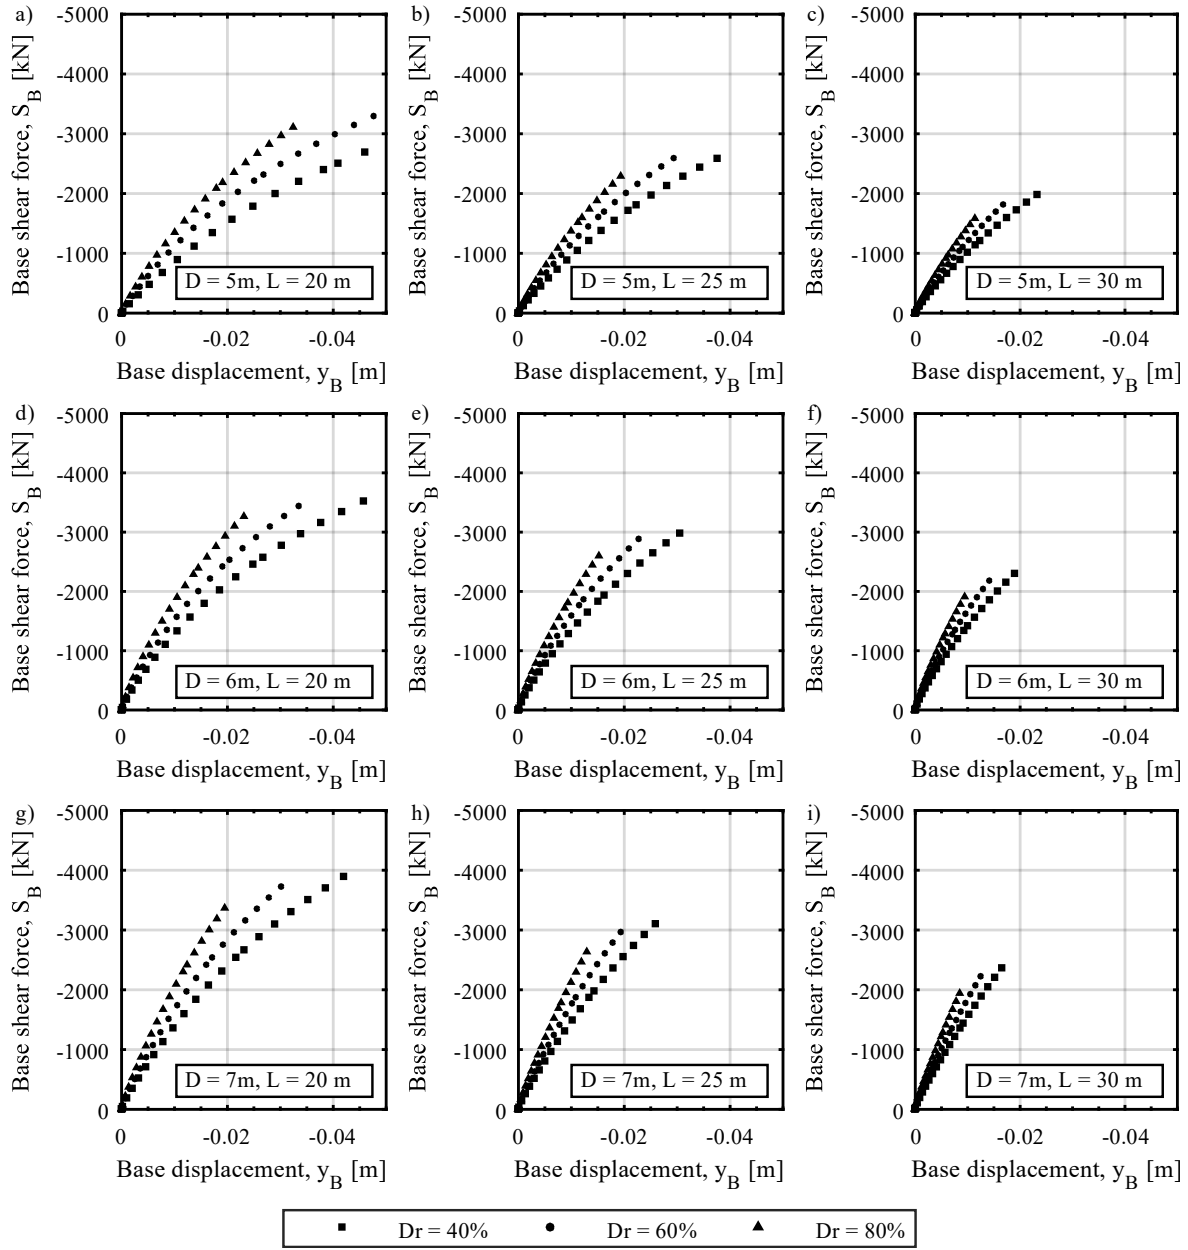 a)
-5000
-4000
-3000
-2000
-1000
0
Base shear force, S_B [kN]
D = 5m, L = 20 m
0 -0.02 -0.04
Base displacement, y_B [m]
b)
-5000
-4000
-3000
-2000
-1000
0
Base shear force, S_B [kN]
D = 5m, L = 25 m
0 -0.02 -0.04
Base displacement, y_B [m]
c)
-5000
-4000
-3000
-2000
-1000
0
Base shear force, S_B [kN]
D = 5m, L = 30 m
0 -0.02 -0.04
Base displacement, y_B [m]
d)
-5000
-4000
-3000
-2000
-1000
0
Base shear force, S_B [kN]
D = 6m, L = 20 m
0 -0.02 -0.04
Base displacement, y_B [m]
e)
-5000
-4000
-3000
-2000
-1000
0
Base shear force, S_B [kN]
D = 6m, L = 25 m
0 -0.02 -0.04
Base displacement, y_B [m]
f)
-5000
-4000
-3000
-2000
-1000
0
Base shear force, S_B [kN]
D = 6m, L = 30 m
0 -0.02 -0.04
Base displacement, y_B [m]
g)
-5000
-4000
-3000
-2000
-1000
0
Base shear force, S_B [kN]
D = 7m, L = 20 m
0 -0.02 -0.04
Base displacement, y_B [m]
h)
-5000
-4000
-3000
-2000
-1000
0
Base shear force, S_B [kN]
D = 7m, L = 25 m
0 -0.02 -0.04
Base displacement, y_B [m]
i)
-5000
-4000
-3000
-2000
-1000
0
Base shear force, S_B [kN]
D = 7m, L = 30 m
0 -0.02 -0.04
Base displacement, y_B [m]
Dr = 40% Dr = 60% Dr = 80%